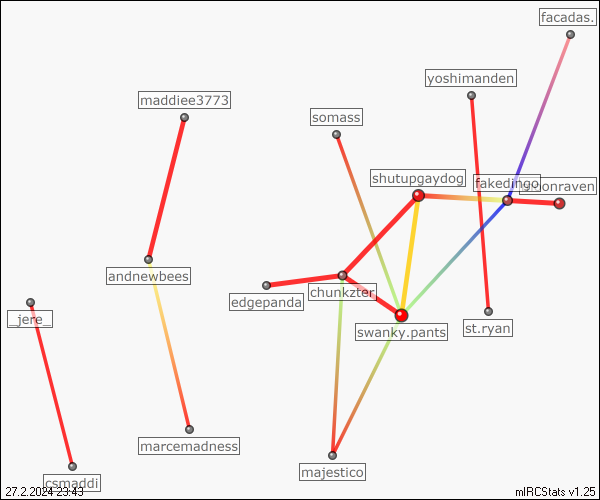 facadas.
yoshimanden
maddiee3773
somass
shutupgaydog
fakedingo
onraven
andnewbees
edgepanda
chunkzter
_jere_
swanky.pants
st.ryan
marcemadness
majestico
csmaddi
27.2.2024 23:43
mIRCStats v1.25